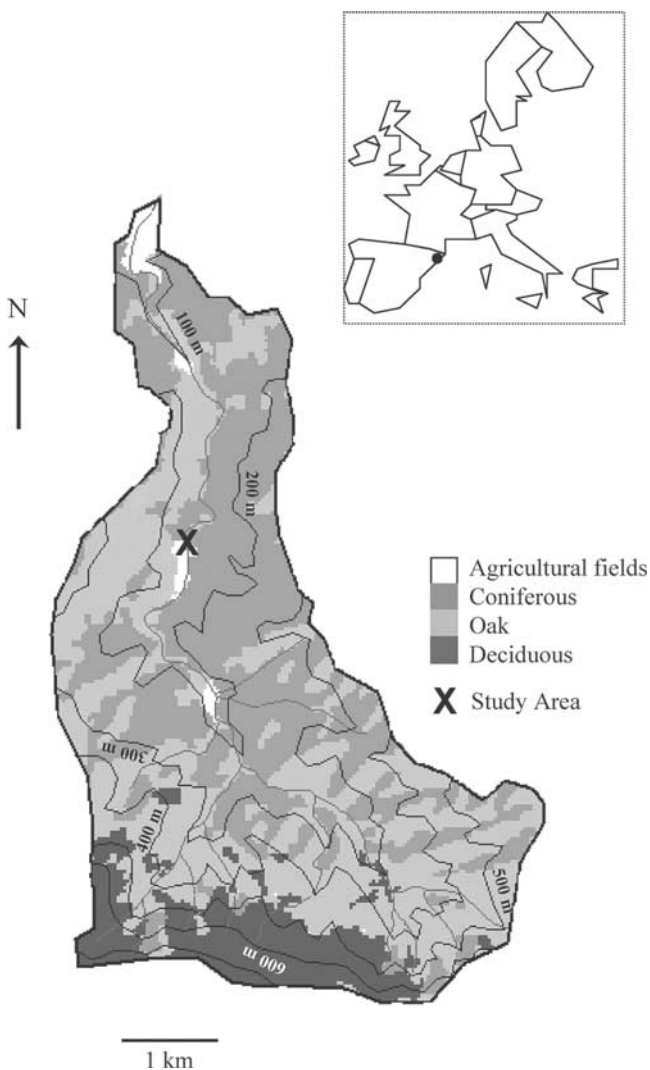 N
100 m
200 m
Agricultural fields
Coniferous
Oak
Deciduous
X Study Area
X
300 m
400 m
500 m
600 m
1 km